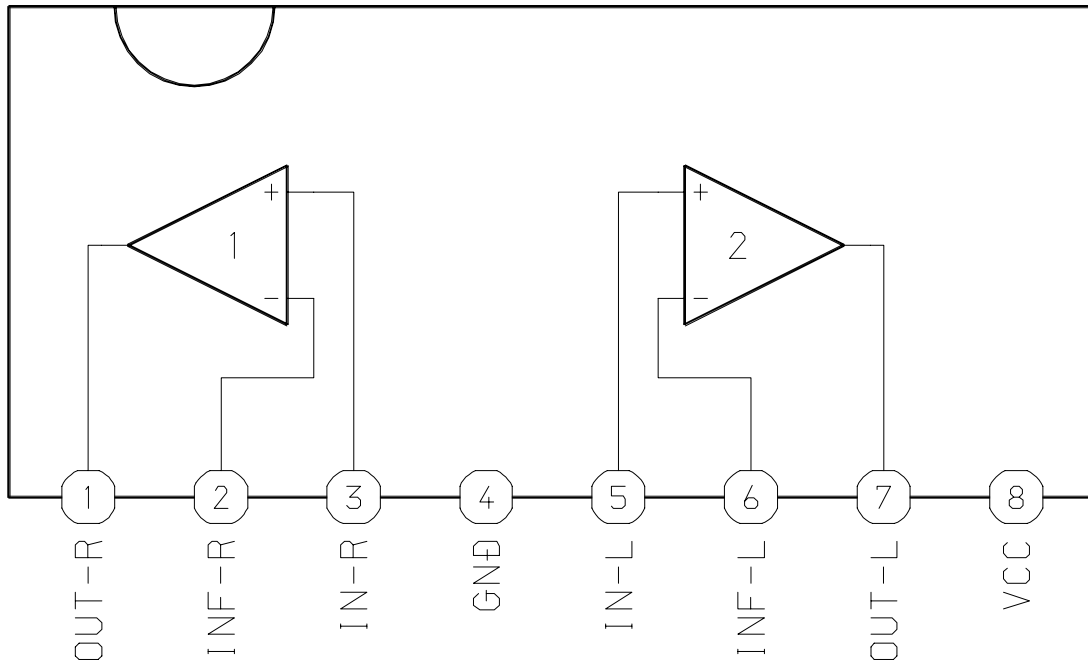 + 1 -
+ 2 -
1 2 3 4 5 6 7 8
OUT-R INF-R IN-R GND IN-L INF-L OUT-L VCC